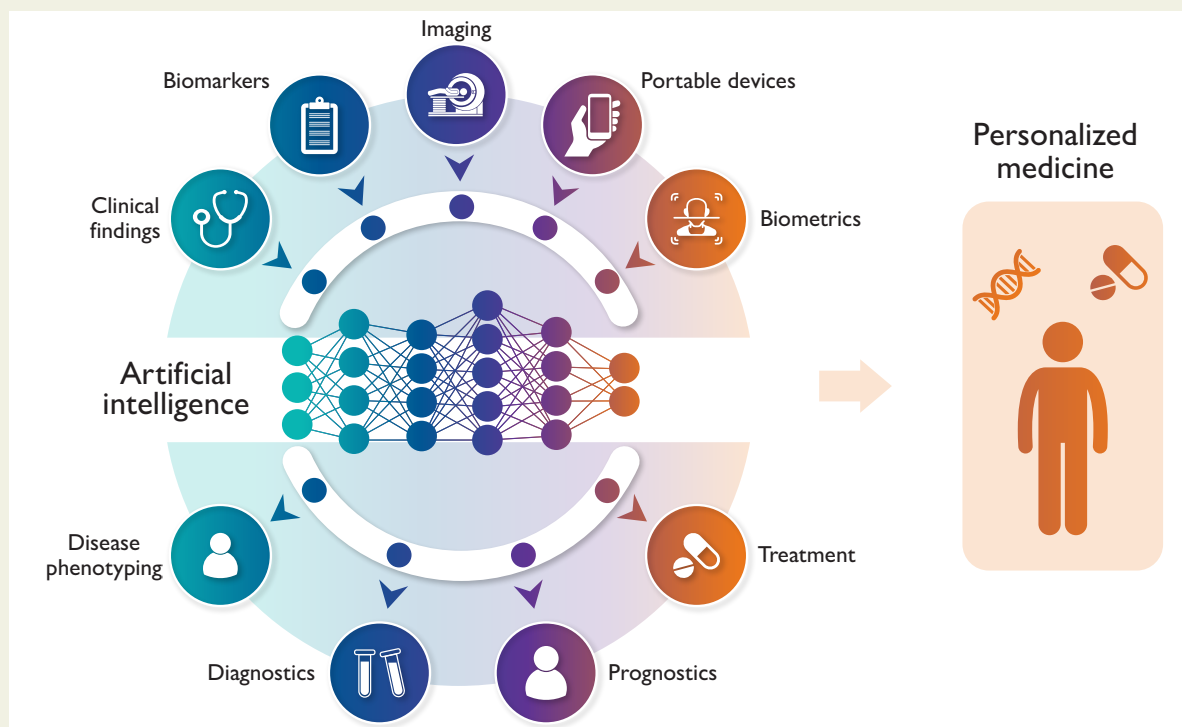 Imaging
Biomarkers
Portable devices
Clinical
findings
Biometrics
Personalized
medicine
Artificial
intelligence
Disease
phenotyping
Treatment
Diagnostics
Prognostics